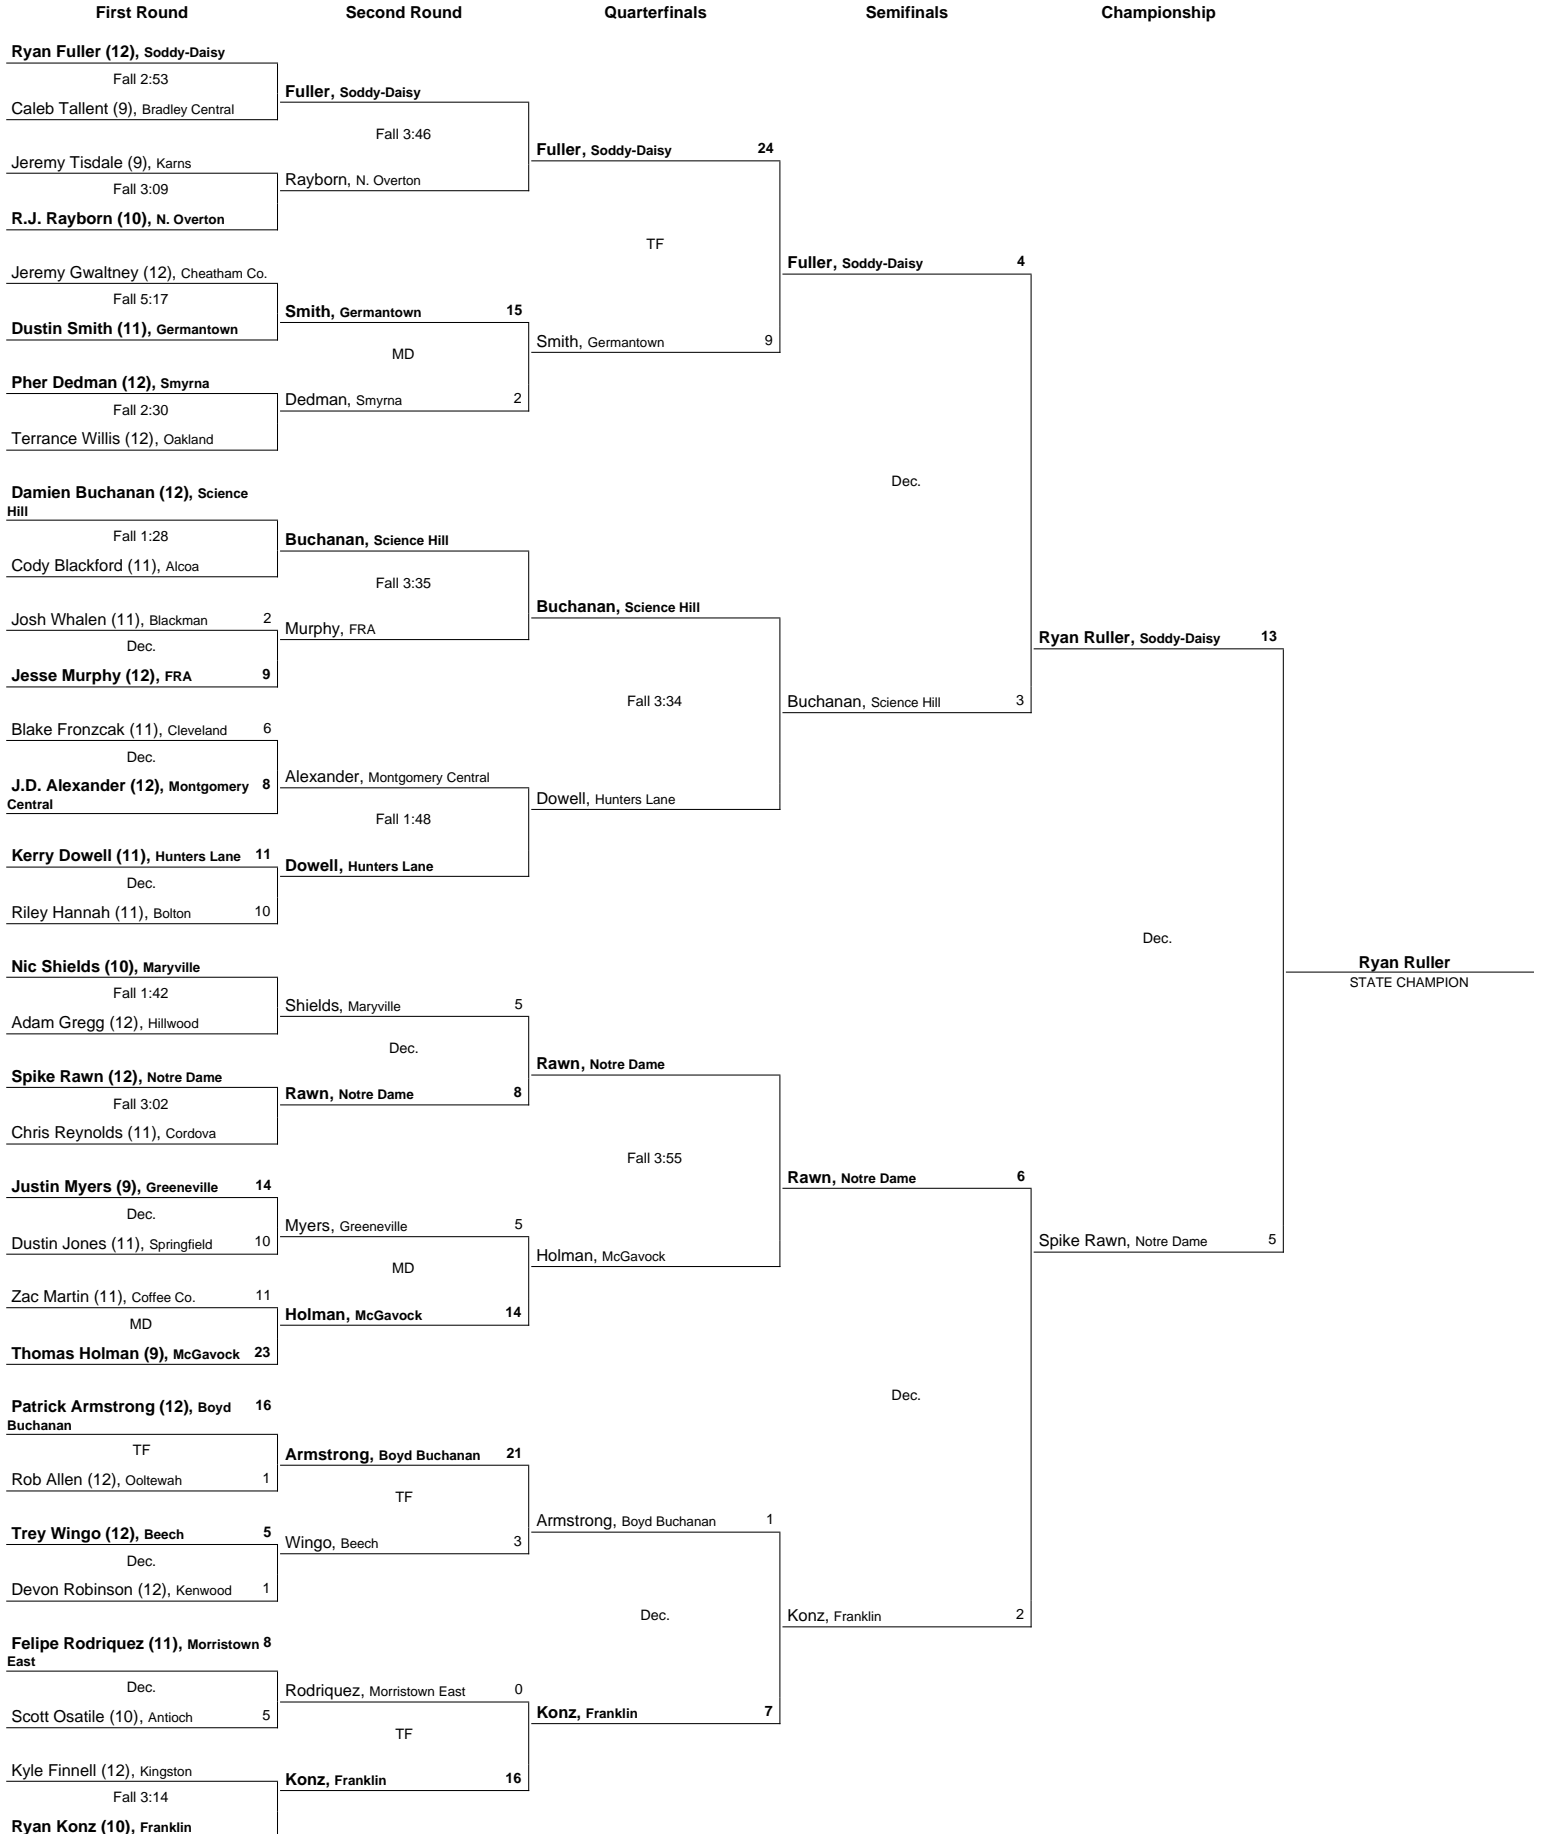 First Round
Second Round
Quarterfinals
Semifinals
Championship
Ryan Fuller (12), Soddy-Daisy
Fall 2:53
Caleb Tallent (9), Bradley Central
Jeremy Tisdale (9), Karns
Fall 3:09
R.J. Rayborn (10), N. Overton
Jeremy Gwaltney (12), Cheatham Co.
Fall 5:17
Dustin Smith (11), Germantown
Pher Dedman (12), Smyrna
Fall 2:30
Terrance Willis (12), Oakland
Damien Buchanan (12), Science
Hill
Fall 1:28
Cody Blackford (11), Alcoa
Josh Whalen (11), Blackman 2
Dec.
Jesse Murphy (12), FRA 9
Blake Fronzcak (11), Cleveland 6
Dec.
J.D. Alexander (12), Montgomery 8
Central
Kerry Dowell (11), Hunters Lane 11
Dec.
Riley Hannah (11), Bolton 10
Nic Shields (10), Maryville
Fall 1:42
Adam Gregg (12), Hillwood
Spike Rawn (12), Notre Dame
Fall 3:02
Chris Reynolds (11), Cordova
Justin Myers (9), Greeneville 14
Dec.
Dustin Jones (11), Springfield 10
Zac Martin (11), Coffee Co. 11
MD
Thomas Holman (9), McGavock 23
Patrick Armstrong (12), Boyd 16
Buchanan
TF
Rob Allen (12), Ooltewah 1
Trey Wingo (12), Beech 5
Dec.
Devon Robinson (12), Kenwood 1
Felipe Rodriquez (11), Morristown 8
East
Dec.
Scott Osatile (10), Antioch 5
Kyle Finnell (12), Kingston
Fall 3:14
Ryan Konz (10), Franklin
Fuller, Soddy-Daisy
Fall 3:46
Rayborn, N. Overton
Smith, Germantown 15
MD
Dedman, Smyrna 2
Buchanan, Science Hill
Fall 3:35
Murphy, FRA
Alexander, Montgomery Central
Fall 1:48
Dowell, Hunters Lane
Shields, Maryville 5
Dec.
Rawn, Notre Dame 8
Myers, Greeneville 5
MD
Holman, McGavock 14
Armstrong, Boyd Buchanan 21
TF
Wingo, Beech 3
Rodriquez, Morristown East 0
TF
Konz, Franklin 16
Fuller, Soddy-Daisy 24
TF
Smith, Germantown 9
Buchanan, Science Hill
Fall 3:34
Dowell, Hunters Lane
Rawn, Notre Dame
Fall 3:55
Holman, McGavock
Armstrong, Boyd Buchanan 1
Dec.
Konz, Franklin 7
Fuller, Soddy-Daisy 4
Dec.
Buchanan, Science Hill 3
Rawn, Notre Dame 6
Dec.
Konz, Franklin 2
Ryan Ruller, Soddy-Daisy 13
Dec.
Spike Rawn, Notre Dame 5
Ryan Ruller
STATE CHAMPION